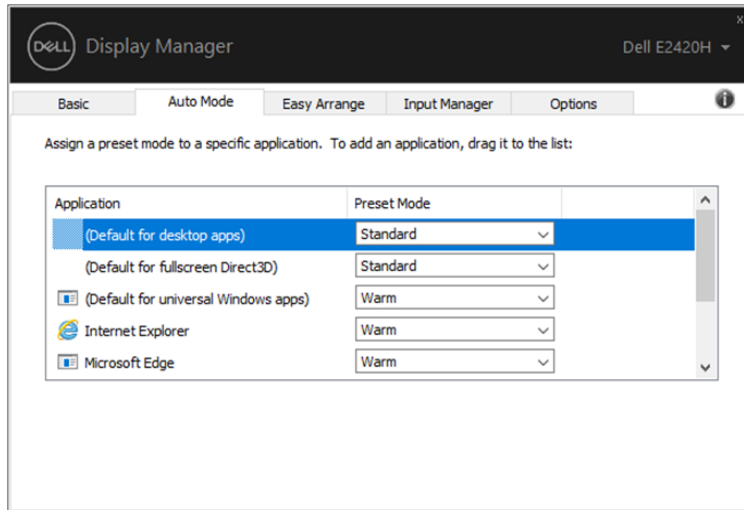 x
DELL Display Manager Dell E2420H
Basic Auto Mode Easy Arrange Input Manager Options i
Assign a preset mode to a specific application. To add an application, drag it to the list:
Application Preset Mode
(Default for desktop apps) Standard
(Default for fullscreen Direct3D) Standard
(Default for universal Windows apps) Warm
Internet Explorer Warm
Microsoft Edge Warm